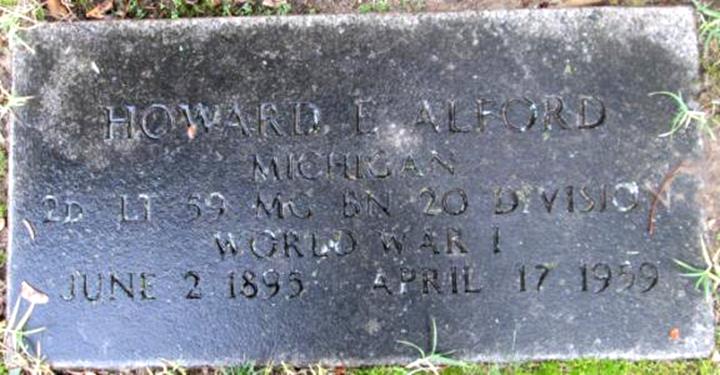 HOWARD E ALFORD
MICHIGAN
2D LT 59 MG BN 20 DIVISION
WORLD WAR I
JUNE 2 1895 APRIL 17 1959